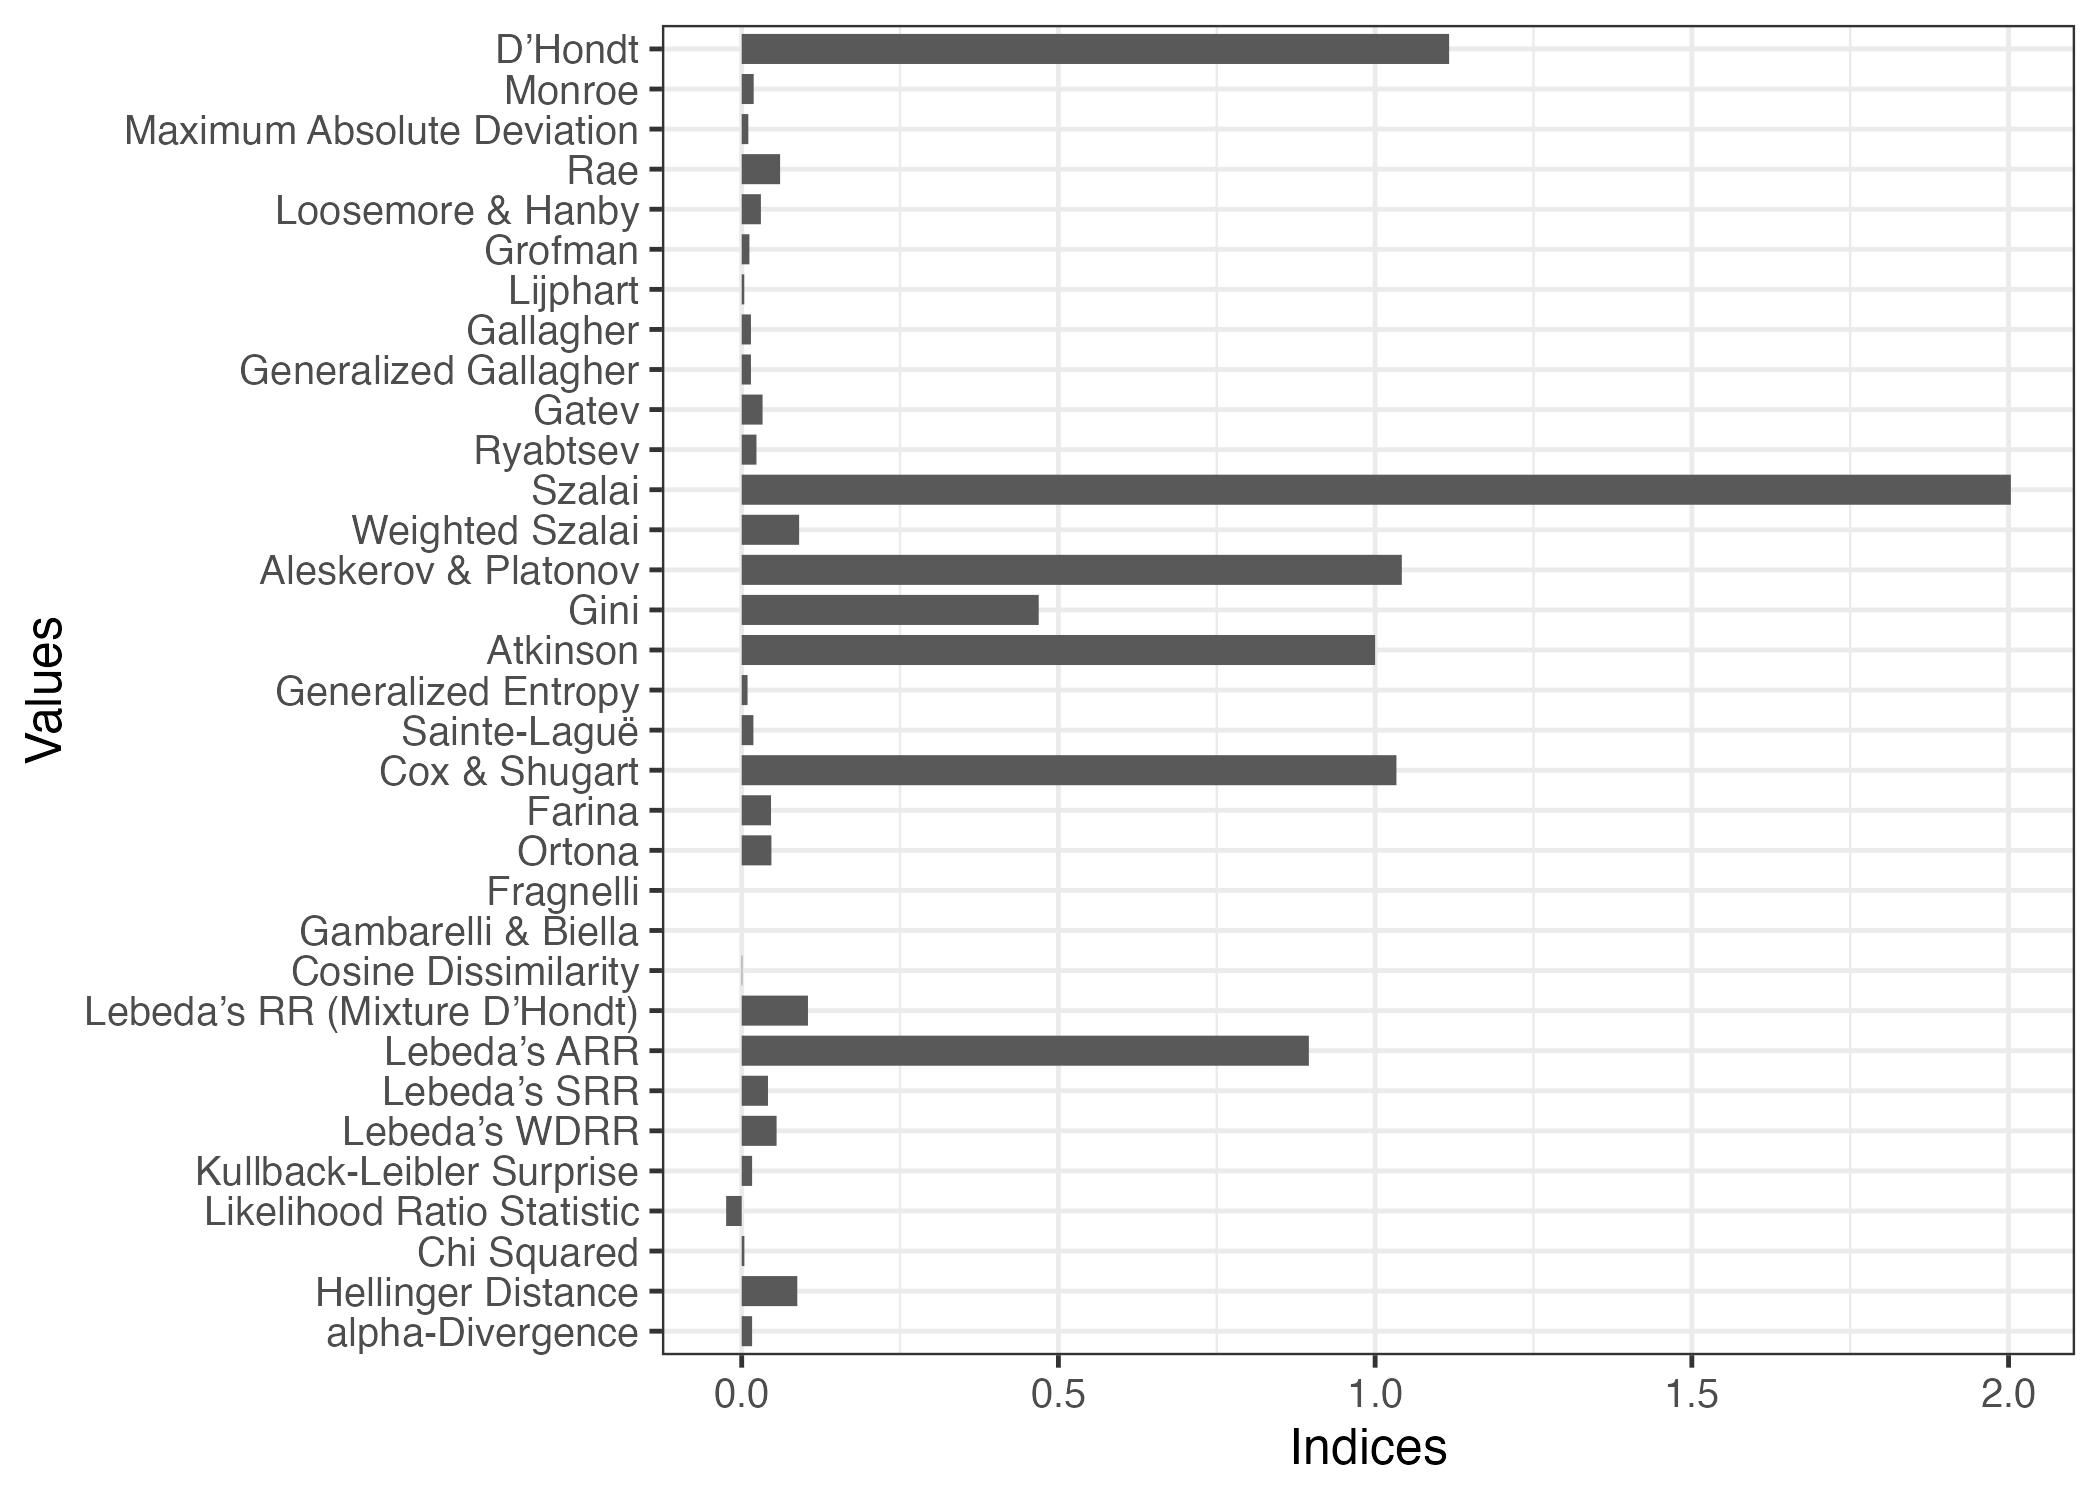 D’Hondt
Monroe
Maximum Absolute Deviation
Rae
Loosemore & Hanby
Grofman
Lijphart
Gallagher
Generalized Gallagher
Gatev
Ryabtsev
Szalai
Weighted Szalai
Aleskerov & Platonov
Gini
Atkinson
Generalized Entropy
Sainte-Laguë
Cox & Shugart
Farina
Ortona
Fragnelli
Gambarelli & Biella
Cosine Dissimilarity
Lebeda’s RR (Mixture D’Hondt)
Lebeda’s ARR
Lebeda’s SRR
Lebeda’s WDRR
Kullback-Leibler Surprise
Likelihood Ratio Statistic
Chi Squared
Hellinger Distance
alpha-Divergence
Values
0.0 0.5 1.0 1.5 2.0
Indices